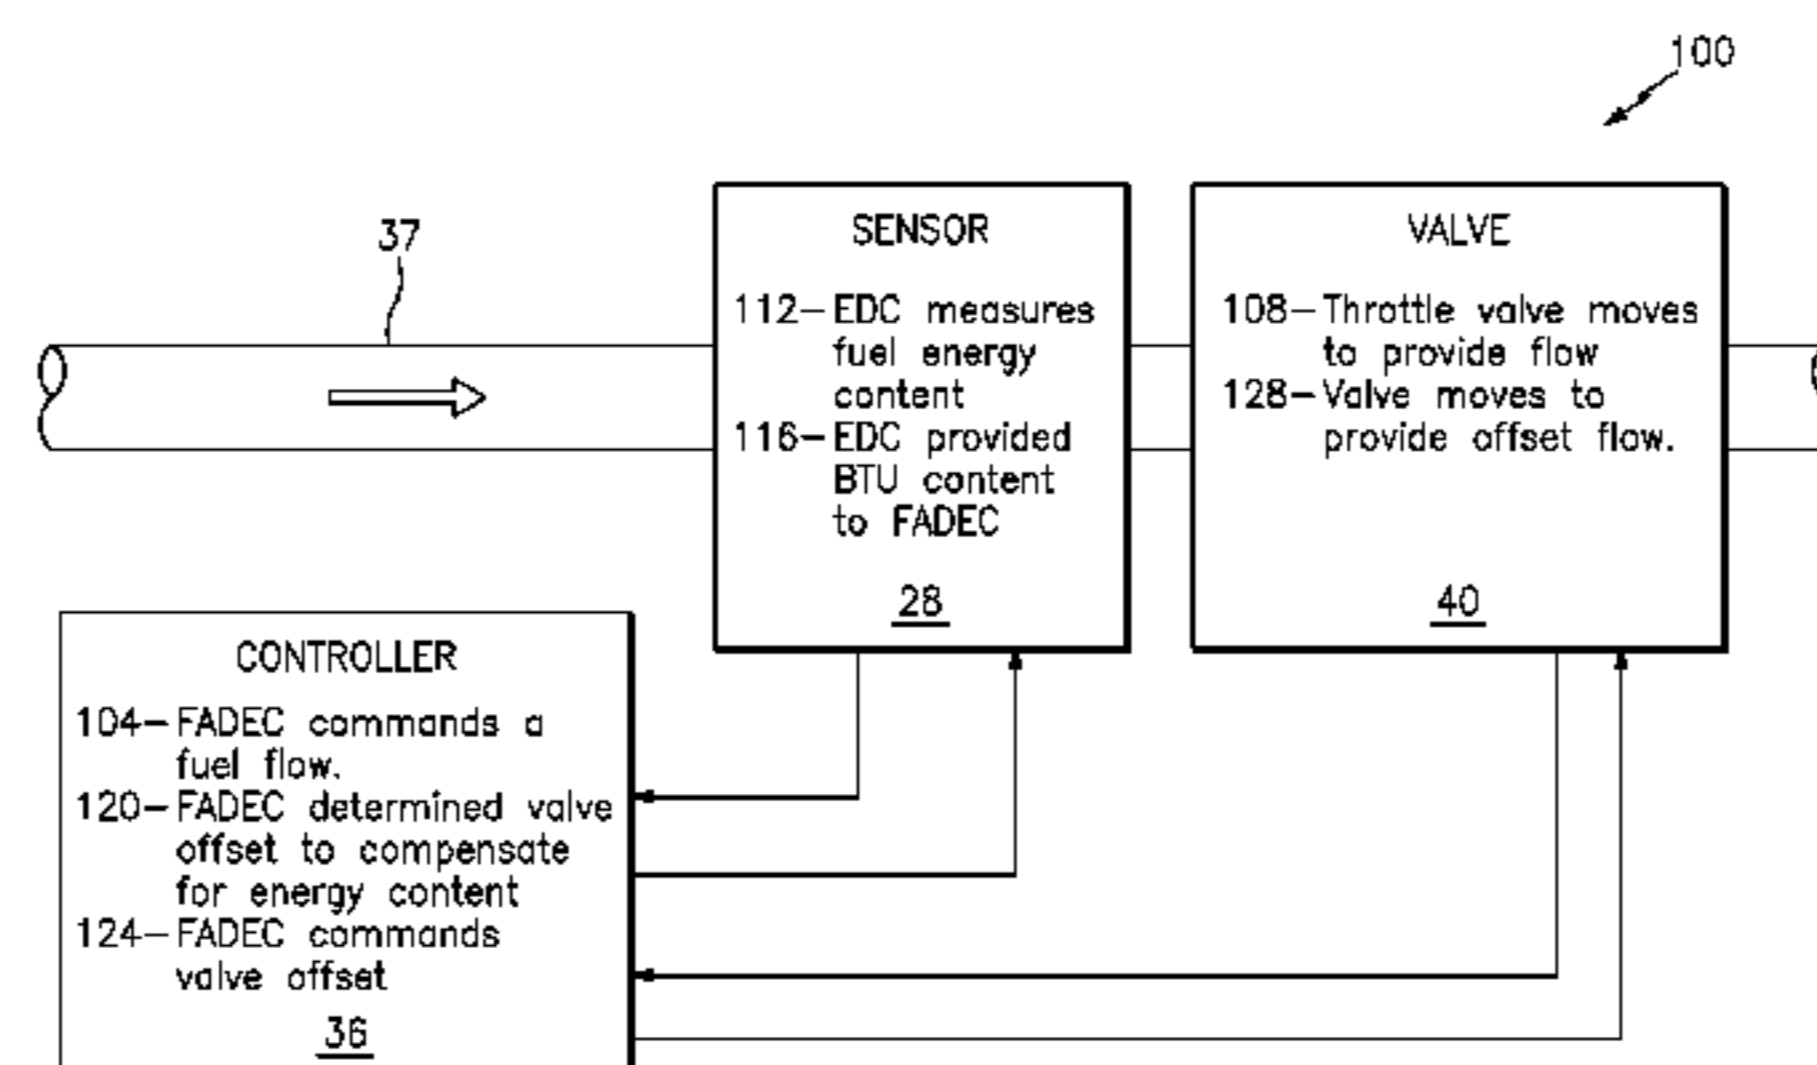 100
37
SENSOR
112-EDC measures
fuel energy
content
116-EDC provided
BTU content
to FADEC
28
VALVE
108-Throttle valve moves
to provide flow
128-Valve moves to
provide offset flow.
40
CONTROLLER
104-FADEC commands a
fuel flow.
120-FADEC determined valve
offset to compensate
for energy content
124-FADEC commands
valve offset
36